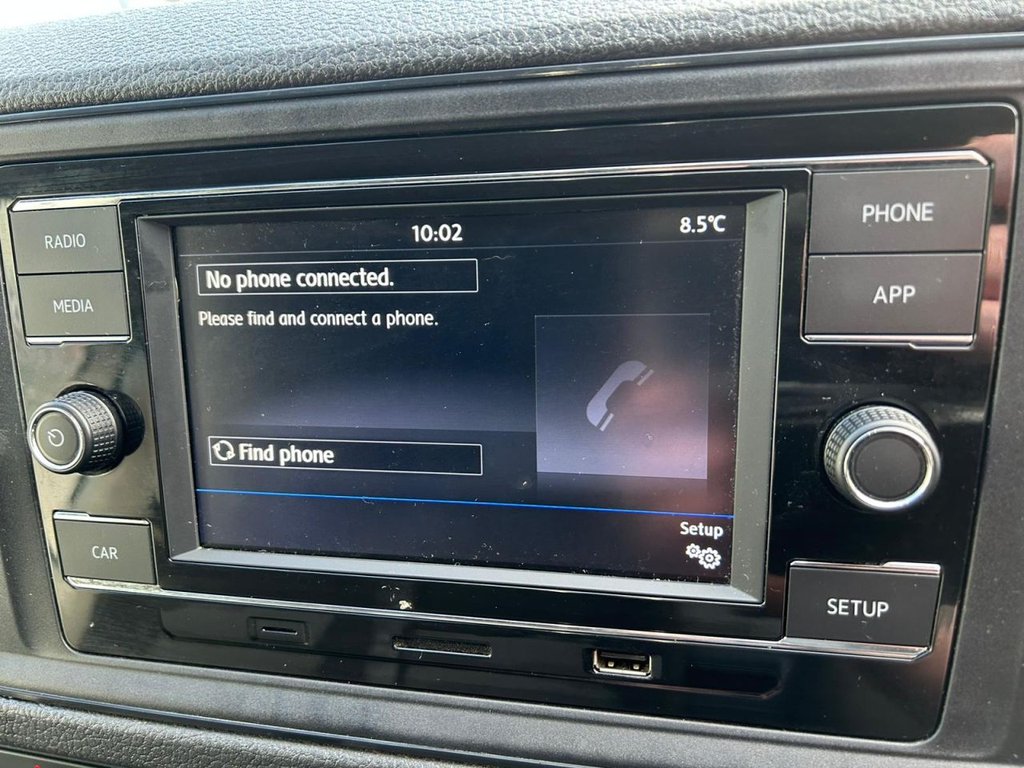 10:02
8.5°C
No phone connected.
Please find and connect a phone.
Find phone
Setup
RADIO
MEDIA
CAR
PHONE
APP
SETUP